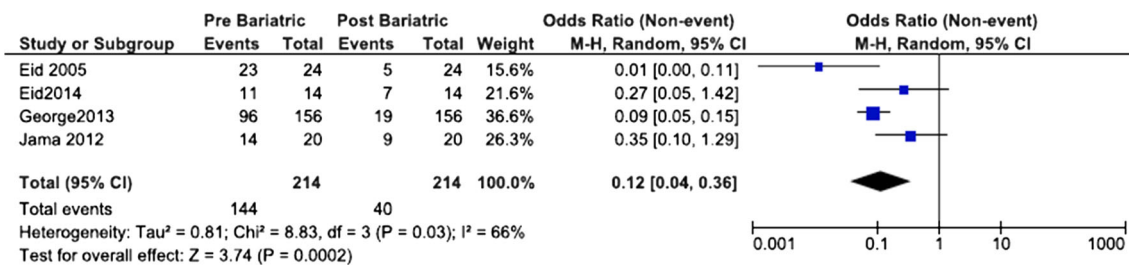 Pre Bariatric Post Bariatric Odds Ratio (Non-event) Odds Ratio (Non-event)
Study or Subgroup Events Total Events Total Weight M-H, Random, 95% CI M-H, Random, 95% CI
Eid 2005 23 24 5 24 15.6% 0.01 [0.00, 0.11]
Eid2014 11 14 7 14 21.6% 0.27 [0.05, 1.42]
George2013 96 156 19 156 36.6% 0.09 [0.05, 0.15]
Jama 2012 14 20 9 20 26.3% 0.35 [0.10, 1.29]
Total (95% CI) 214 214 100.0% 0.12 [0.04, 0.36]
Total events 144 40
Heterogeneity: Tau² = 0.81; Chi² = 8.83, df = 3 (P = 0.03); I² = 66%
Test for overall effect: Z = 3.74 (P = 0.0002)
0.001 0.1 1 10 1000